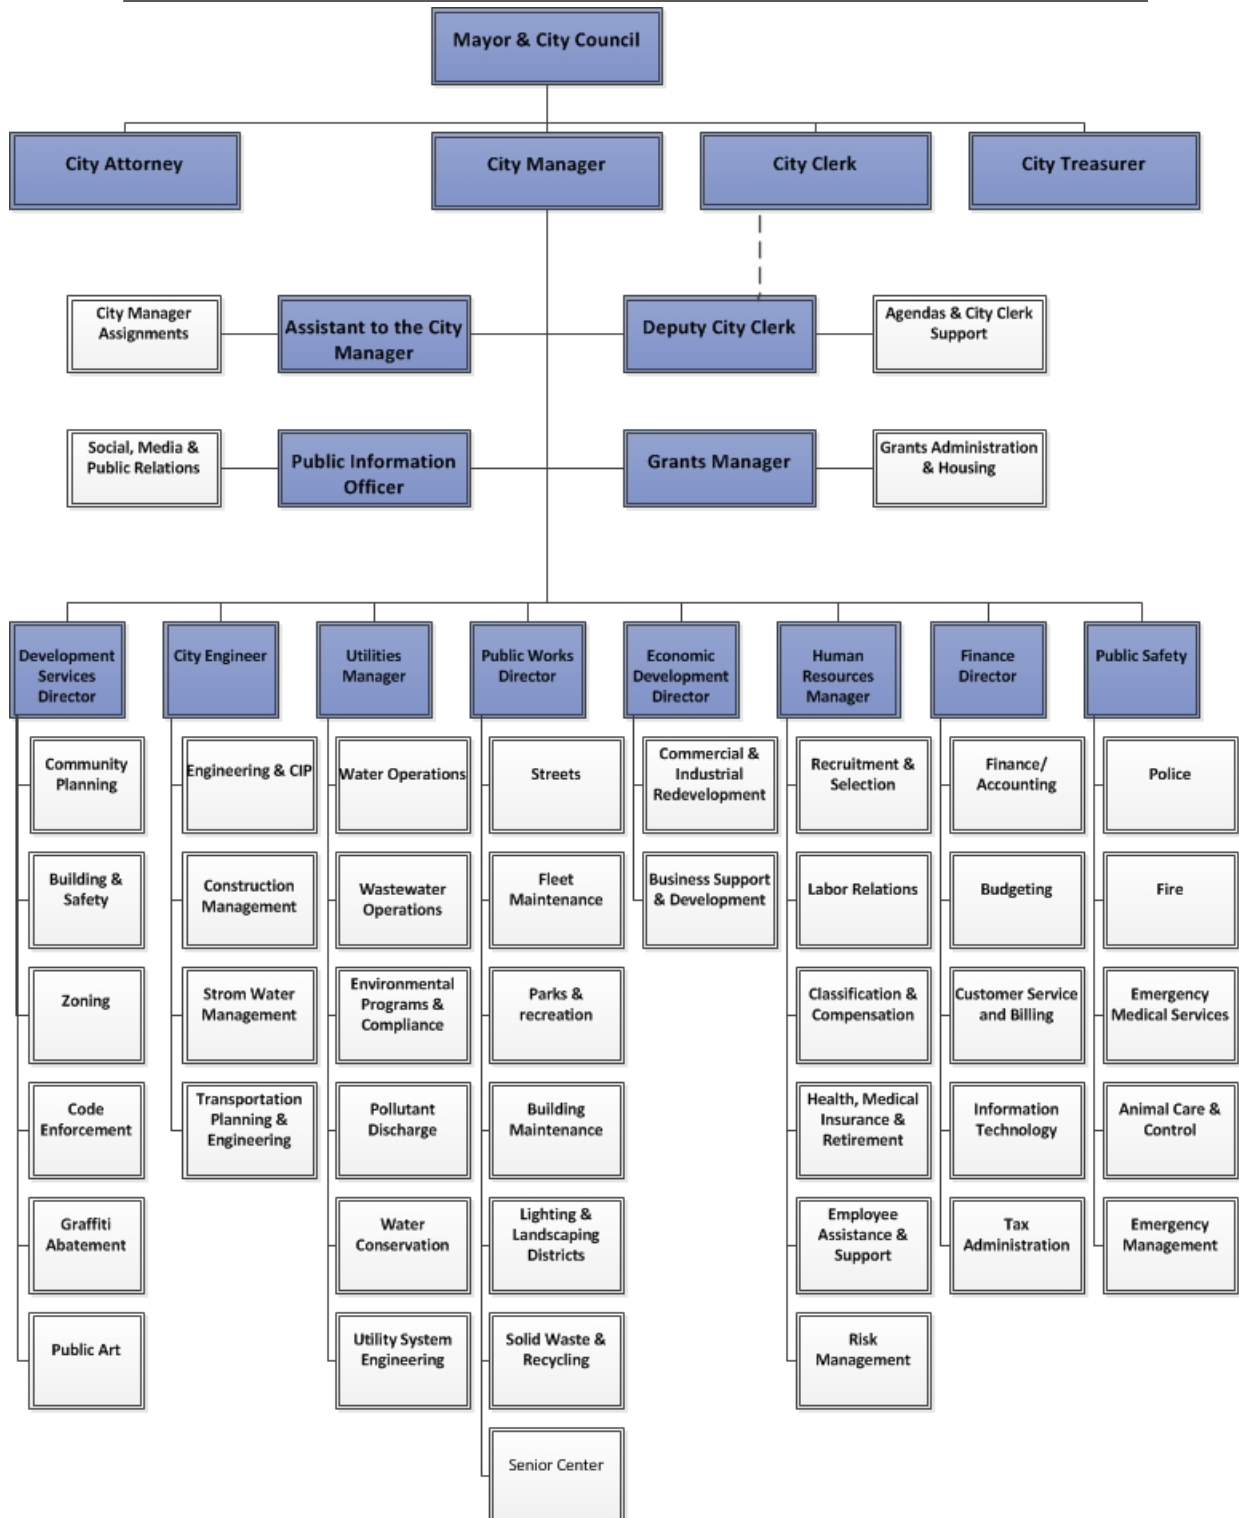 Mayor & City Council
City Attorney
City Manager
City Clerk
City Treasurer
City Manager
Assignments
Assistant to the City
Manager
Deputy City Clerk
Agendas & City Clerk
Support
Social, Media &
Public Relations
Public Information
Officer
Grants Manager
Grants Administration
& Housing
Development
Services
Director
City Engineer
Utilities
Manager
Public Works
Director
Economic
Development
Director
Human
Resources
Manager
Finance
Director
Public Safety
Community
Planning
Building &
Safety
Zoning
Code
Enforcement
Graffiti
Abatement
Public Art
Engineering & CIP
Construction
Management
Strom Water
Management
Transportation
Planning &
Engineering
Water Operations
Wastewater
Operations
Environmental
Programs &
Compliance
Pollutant
Discharge
Water
Conservation
Utility System
Engineering
Streets
Fleet
Maintenance
Parks &
recreation
Building
Maintenance
Lighting &
Landscaping
Districts
Solid Waste &
Recycling
Senior Center
Commercial &
Industrial
Redevelopment
Business Support
& Development
Recruitment &
Selection
Labor Relations
Classification &
Compensation
Health, Medical
Insurance &
Retirement
Employee
Assistance &
Support
Risk
Management
Finance/
Accounting
Budgeting
Customer Service
and Billing
Information
Technology
Tax
Administration
Police
Fire
Emergency
Medical Services
Animal Care &
Control
Emergency
Management